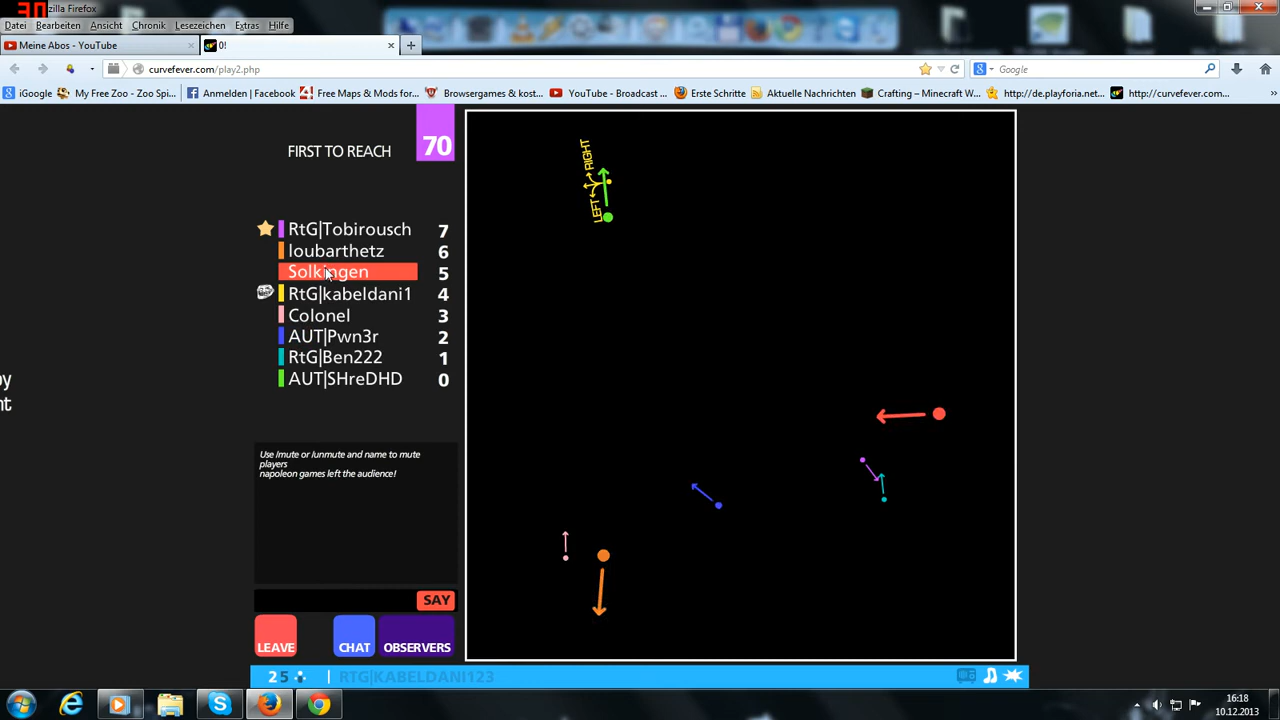 30
zilla Firefox
Datei Bearbeiten Ansicht Chronik Lesezeichen Extras Hilfe
Meine Abos - YouTube
0!
curvefever.com/play2.php
Google
iGoogle
My Free Zoo - Zoo Spi...
Anmelden | Facebook
Free Maps & Mods for...
Browsergames & kost...
YouTube - Broadcast ...
Erste Schritte
Aktuelle Nachrichten
Crafting – Minecraft W...
http://de.playforia.net...
http://curvefever.com...
FIRST TO REACH
70
RtG|Tobirousch 7
loubarthetz 6
Solkingen 5
RtG|kabeldani1 4
Colonel 3
AUT|Pwn3r 2
RtG|Ben222 1
AUT|SHreDHD 0
LEFT
RIGHT
Use /mute or /unmute and name to mute
players
napoleon games left the audience!
SAY
LEAVE
CHAT
OBSERVERS
25
RTG|KABELDANI123
16:18
10.12.2013